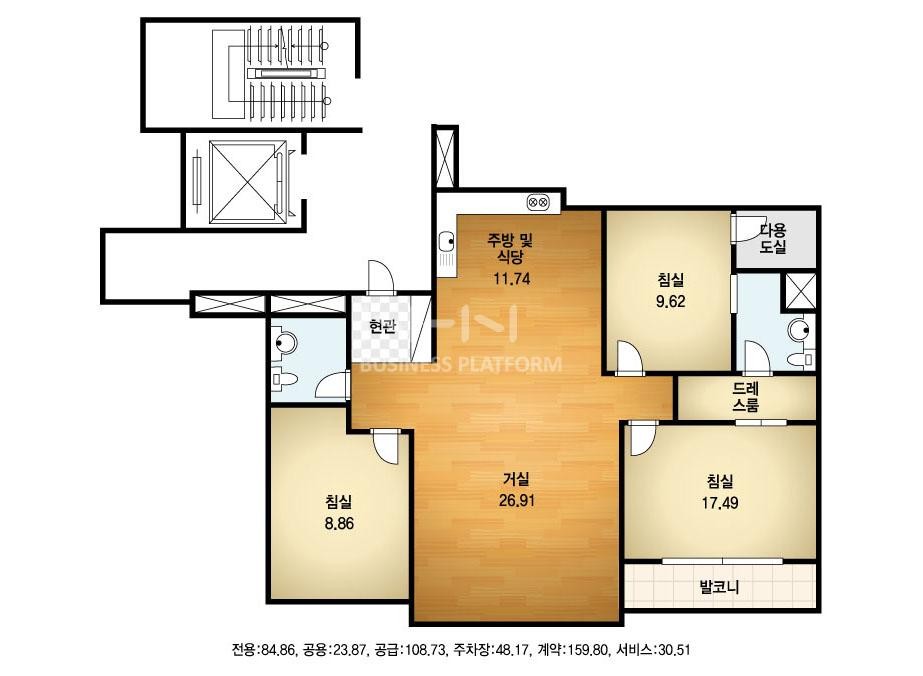 다용
도실
주방 및
식당
11.74
침실
9.62
현관
BUSINESS PLATFORM
드레
스룸
거실
26.91
침실
17.49
침실
8.86
발코니
전용:84.86, 공용:23.87, 공급:108.73, 주차장:48.17, 계약:159.80, 서비스:30.51